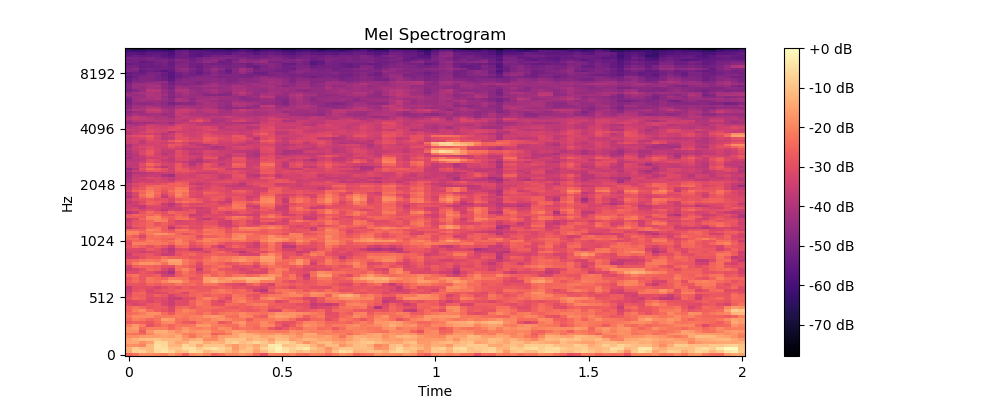 Mel Spectrogram
Hz
8192
4096
2048
1024
512
0
0 0.5 1 1.5 2
Time
+0 dB
-10 dB
-20 dB
-30 dB
-40 dB
-50 dB
-60 dB
-70 dB